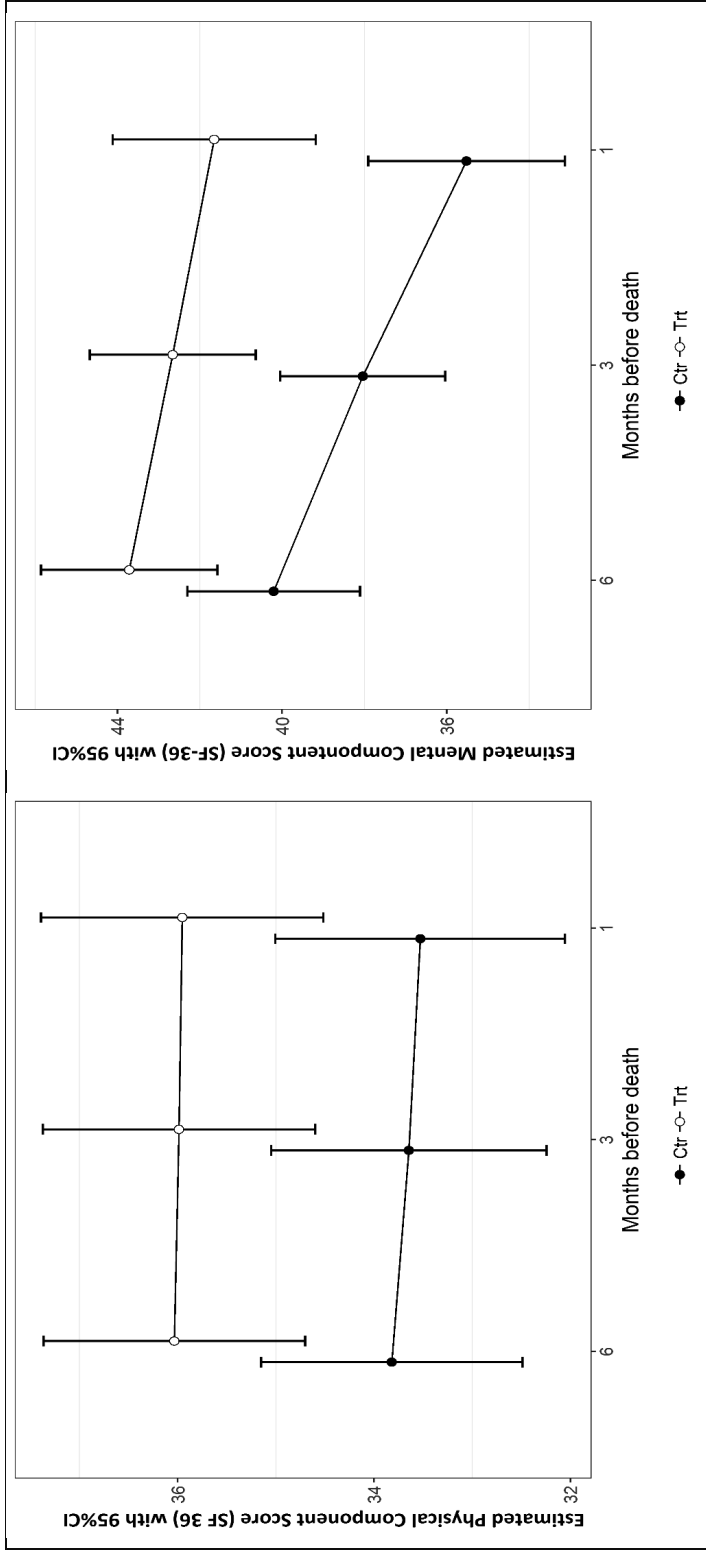 Estimated Physical Component Score (SF 36) with 95%CI
36
34
32
6
3
1
Months before death
Ctr Trt
Estimated Mental Compontent Score (SF-36) with 95%CI
44
40
36
6
3
1
Months before death
Ctr Trt